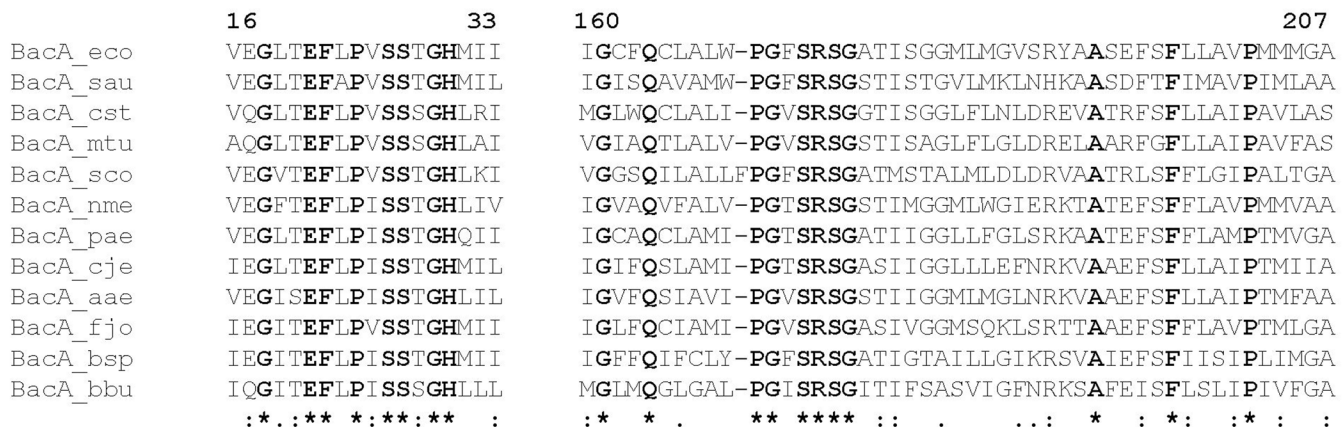 16 33 160 207
BacA_eco VEGLTEFLPVSSTGHMII IGCFQCLALW-PGFSRSGATISGGMLMGVSRYAASEFSFLLAVPMMMGA
BacA_sau VEGLTEFAPVSSTGHMIL IGISQAVAMW-PGFSRSGSTISTGVLMKLNHKAASDFTFIMAVPIMLAA
BacA_cst VQGLTEFLPVSSSGHLRI MGLWQCLALI-PGVSRSGGTISGGLFLNLDREVATRFSFLLAIPAVLAS
BacA_mtu AQGLTEFLPVSSSGHLAI VGIAQTLALV-PGVSRSGSTISAGLFLGLDRELAARFGFLLAIPAVFAS
BacA_sco VEGVTEFLPVSSTGHLKI VGGSQILALLFPGFSRSGATMSTALMLDLDRVAATRLSFLLGIPALTGA
BacA_nme VEGFTEFLPISSTGHLIV IGVAQVFALV-PGTSRSGSTIMGGMLWGIERKTATEFSFFLAVPMMVAA
BacA_pae VEGLTEFLPISSTGHQII IGCAQCLAMI-PGTSRSGATIIGGLLFGLSRKAATEFSFFLAMPTMVGA
BacA_cje IEGLTEFLPISSTGHMIL IGIFQSLAMI-PGTSRSGASIIGGLLLEFNRKVAAEFSFLLAIPTMIIA
BacA_aae VEGISEFLPISSTGHLIL IGVFQSIAVI-PGVSRSGSTIIGGMLMGLNRKVAAEFSFLLAIPTMFAA
BacA_fjo IEGITEFLPVSSTGHMII IGLFQCIAMI-PGVSRSGASIVGGMSQKLSRTTAAEFSFFLAVPTMLGA
BacA_bsp IEGITEFLPISSTGHMII IGFFQIFCLY-PGFSRSGATIGTAILLGIKRSVAIEFSFIISIPLIMGA
BacA_bbu IQGITEFLPISSSGHLLL MGLMQGLGAL-PGISRSGITIFSASVIGFNRKSAFEISFLSLIPIVFGA
:*.:** *:** ** : :* * . ** **** :: . ..: * *: :* : :